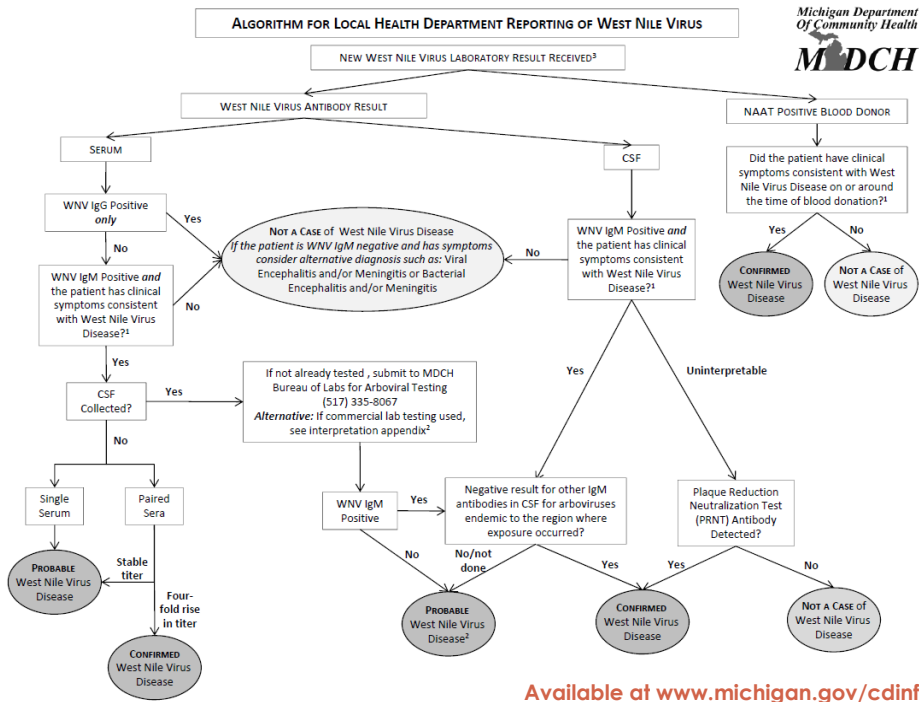 ALGORITHM FOR LOCAL HEALTH DEPARTMENT REPORTING OF WEST NILE VIRUS
Michigan Department
Of Community Health
MDCH
NEW WEST NILE VIRUS LABORATORY RESULT RECEIVED³
WEST NILE VIRUS ANTIBODY RESULT
NAAT POSITIVE BLOOD DONOR
SERUM
CSF
Did the patient have clinical
symptoms consistent with West
Nile Virus Disease on or around
the time of blood donation?¹
WNV IgG Positive
only
Yes
No
NOT A CASE of West Nile Virus Disease
If the patient is WNV IgM negative and has symptoms
consider alternative diagnosis such as: Viral
Encephalitis and/or Meningitis or Bacterial
Encephalitis and/or Meningitis
No
WNV IgM Positive and
the patient has clinical
symptoms consistent
with West Nile Virus
Disease?¹
Yes
No
CONFIRMED
West Nile Virus
Disease
NOT A CASE of
West Nile Virus
Disease
WNV IgM Positive and
the patient has clinical
symptoms consistent
with West Nile Virus
Disease?¹
No
Yes
CSF
Collected?
Yes
No
If not already tested , submit to MDCH
Bureau of Labs for Arboviral Testing
(517) 335-8067
Alternative: If commercial lab testing used,
see interpretation appendix²
Yes
Uninterpretable
Single
Serum
Paired
Sera
WNV IgM
Positive
Yes
No
Negative result for other IgM
antibodies in CSF for arboviruses
endemic to the region where
exposure occurred?
No/not
done
Yes
Plaque Reduction
Neutralization Test
(PRNT) Antibody
Detected?
Yes
No
PROBABLE
West Nile Virus
Disease
Stable
titer
Four-
fold rise
in titer
CONFIRMED
West Nile Virus
Disease
PROBABLE
West Nile Virus
Disease²
CONFIRMED
West Nile Virus
Disease
NOT A CASE of
West Nile Virus
Disease
Available at www.michigan.gov/cdinf